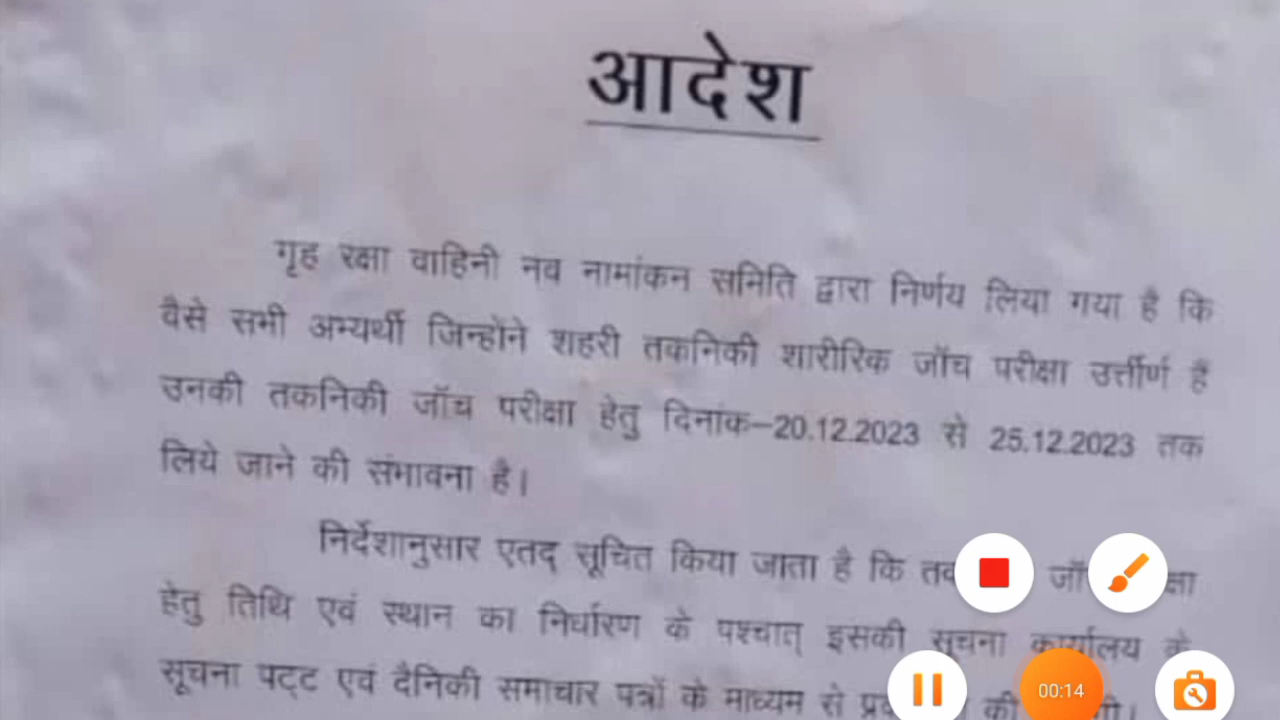 आदेश
गृह रक्षा वाहिनी नव नामांकन समिति द्वारा निर्णय लिया गया है कि
वैसे सभी अभ्यर्थी जिन्होंने शहरी तकनिकी शारीरिक जाँच परीक्षा उर्त्तीर्ण हैं
उनकी तकनिकी जाँच परीक्षा हेतु दिनांक–20.12.2023 से 25.12.2023 तक
लिये जाने की संभावना है।
निर्देशानुसार एतद् सूचित किया जाता है कि
हेतु तिथि एवं स्थान का निर्धारण के पश्चात् इसकी सूचना कार्यालय के
सूचना पट्ट एवं दैनिकी समाचार पत्रों के माध्यम से की
00:14